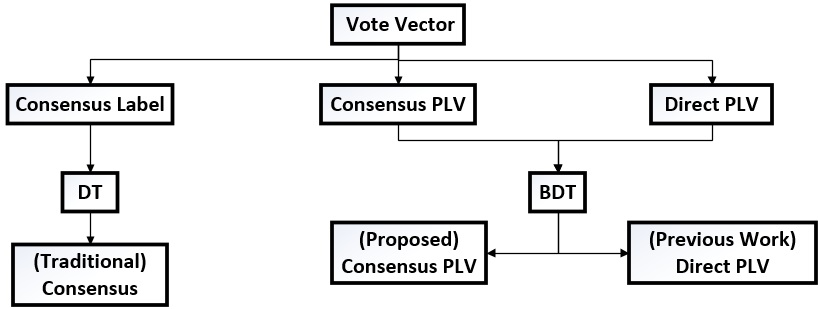 Vote Vector
Consensus Label
Consensus PLV
Direct PLV
DT
BDT
(Traditional)
Consensus
(Proposed)
Consensus PLV
(Previous Work)
Direct PLV